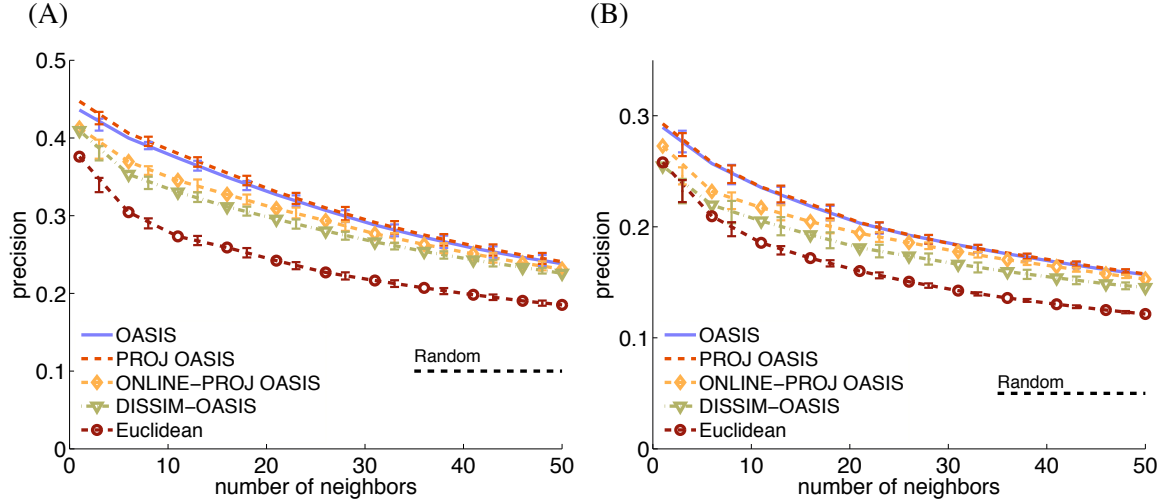 (A)
0.5
0.4
0.3
0.2
0.1
0
precision
OASIS
PROJ OASIS
ONLINE−PROJ OASIS
DISSIM−OASIS
Euclidean
Random
0 10 20 30 40 50
number of neighbors
(B)
0.3
0.2
0.1
0
precision
OASIS
PROJ OASIS
ONLINE−PROJ OASIS
DISSIM−OASIS
Euclidean
Random
0 10 20 30 40 50
number of neighbors